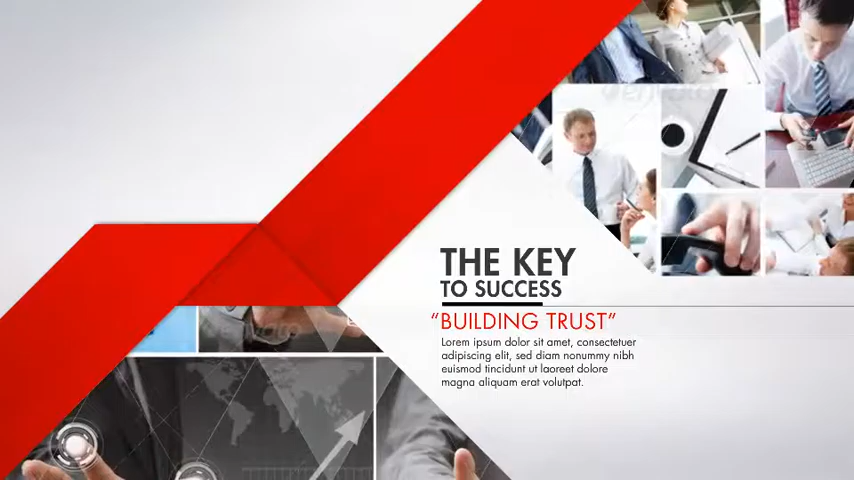 THE KEY
TO SUCCESS
“BUILDING TRUST”
Lorem ipsum dolor sit amet, consectetuer
adipiscing elit, sed diam nonummy nibh
euismod tincidunt ut laoreet dolore
magna aliquam erat volutpat.